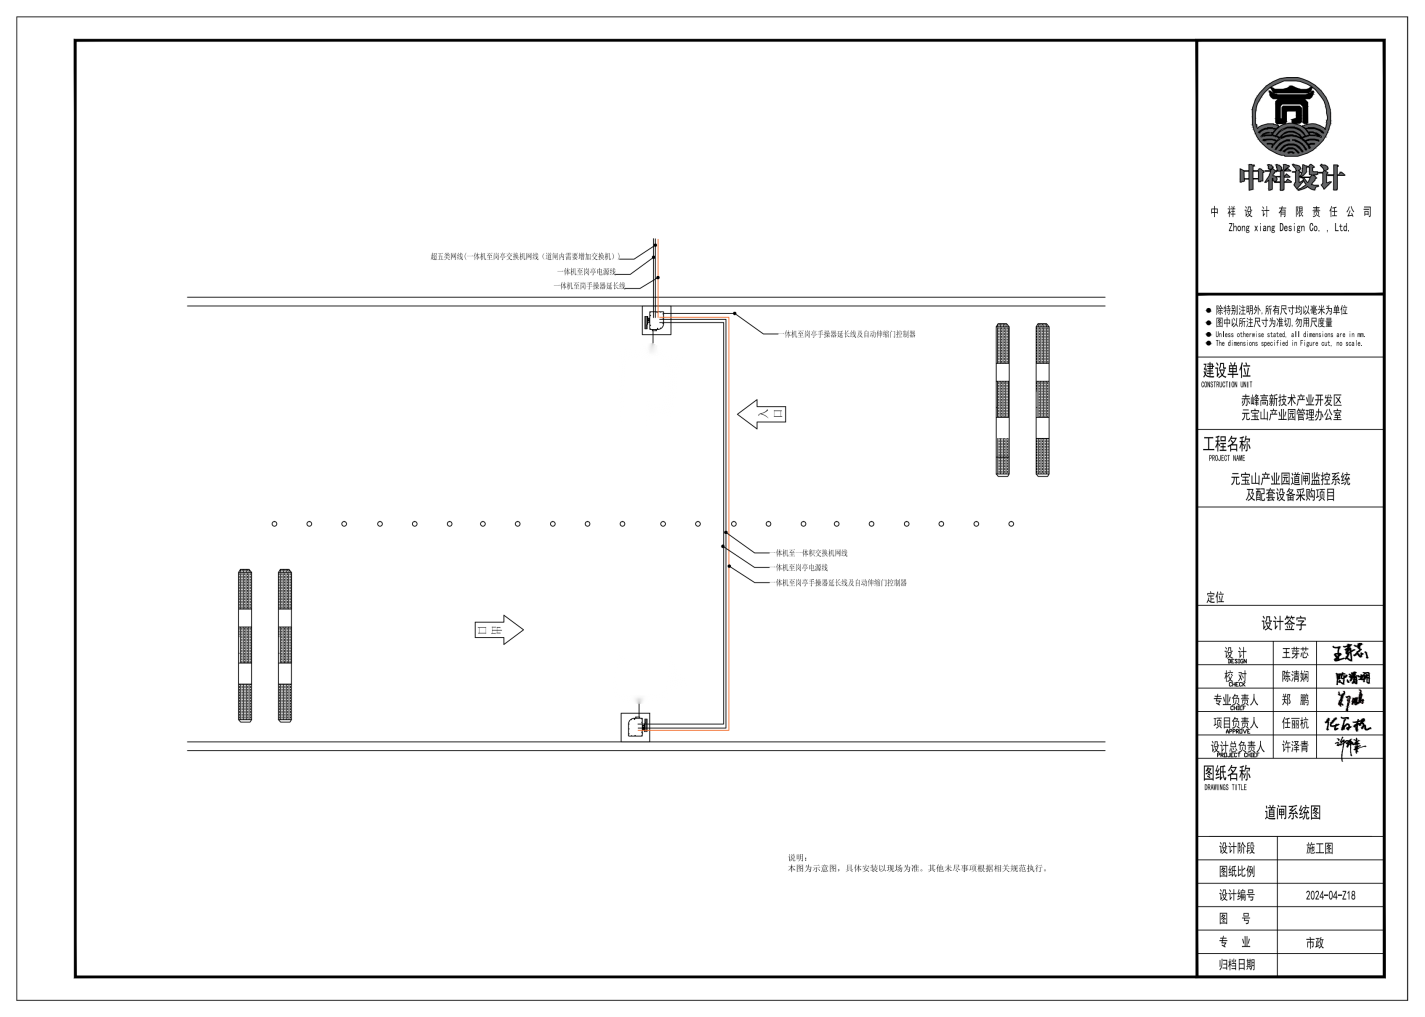 超五类网线(一体机至岗亭交换机网线（道闸内需要增加交换机）)
一体机至岗亭电源线
一体机至岗手操器延长线
一体机至岗亭手操器延长线及自动伸缩门控制器
入口
一体机至一体积交换机网线
一体机至岗亭电源线
一体机至岗亭手操器延长线及自动伸缩门控制器
出口
说明：
本图为示意图，具体安装以现场为准。其他未尽事项根据相关规范执行。
中祥设计
中祥设计有限责任公司
Zhong xiang Design Co. , Ltd.
● 除特别注明外,所有尺寸均以毫米为单位
● 图中以所注尺寸为准切,勿用尺度量
● Unless otherwise stated, all dimensions are in mm.
● The dimensions specified in Figure out, no scale.
建设单位
CONSTRUCTION UNIT
赤峰高新技术产业开发区
元宝山产业园管理办公室
工程名称
PROJECT NAME
元宝山产业园道闸监控系统
及配套设备采购项目
定位
设计签字
设 计 王芽芯 王芽芯
DESIGN
校 对 陈清娴 陈清娴
CHECK
专业负责人 郑 鹏 郑鹏
CHIEF
项目负责人 任丽杭 任丽杭
APPROVE
设计总负责人 许泽青 许泽青
PROJECT CHIEF
图纸名称
DRAWINGS TIITLE
道闸系统图
设计阶段 施工图
图纸比例
设计编号 2024-04-Z18
图 号
专 业 市政
归档日期